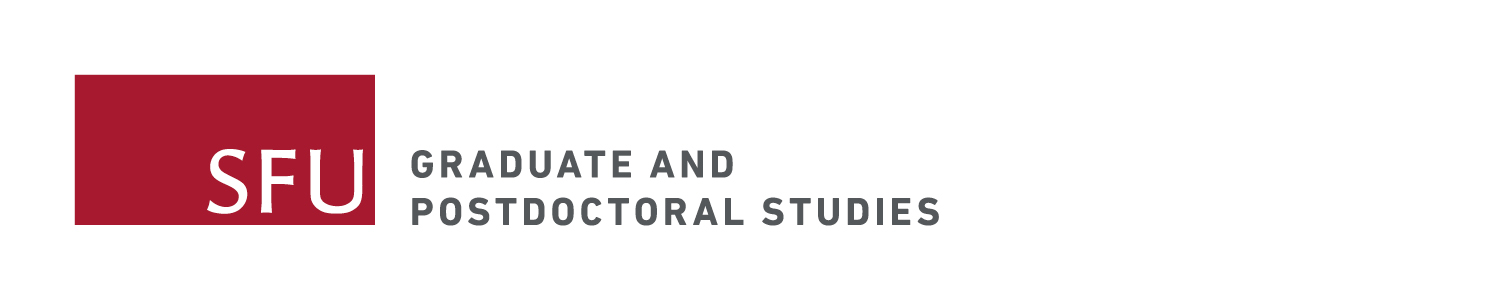 SFU
GRADUATE AND
POSTDOCTORAL STUDIES